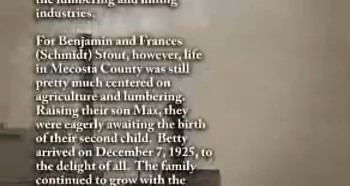 the lumbering and mining
industries.
For Benjamin and Frances
(Schmidt) Stout, however, life
in Mecosta County was still
pretty much centered on
agriculture and lumbering.
Raising their son Max, they
were eagerly awaiting the birth
of their second child. Betty
arrived on December 7, 1925, to
the delight of all. The family
continued to grow with the